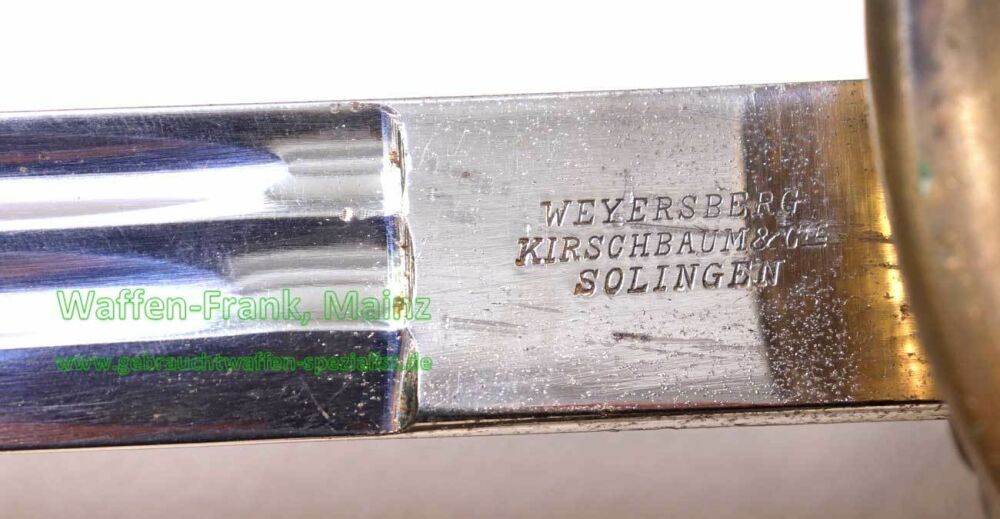 WEYERSBERG
KIRSCHBAUM & Cie
SOLINGEN
Waffen-Frank, Mainz
www.gebrauchtwaffen-spezialist.de